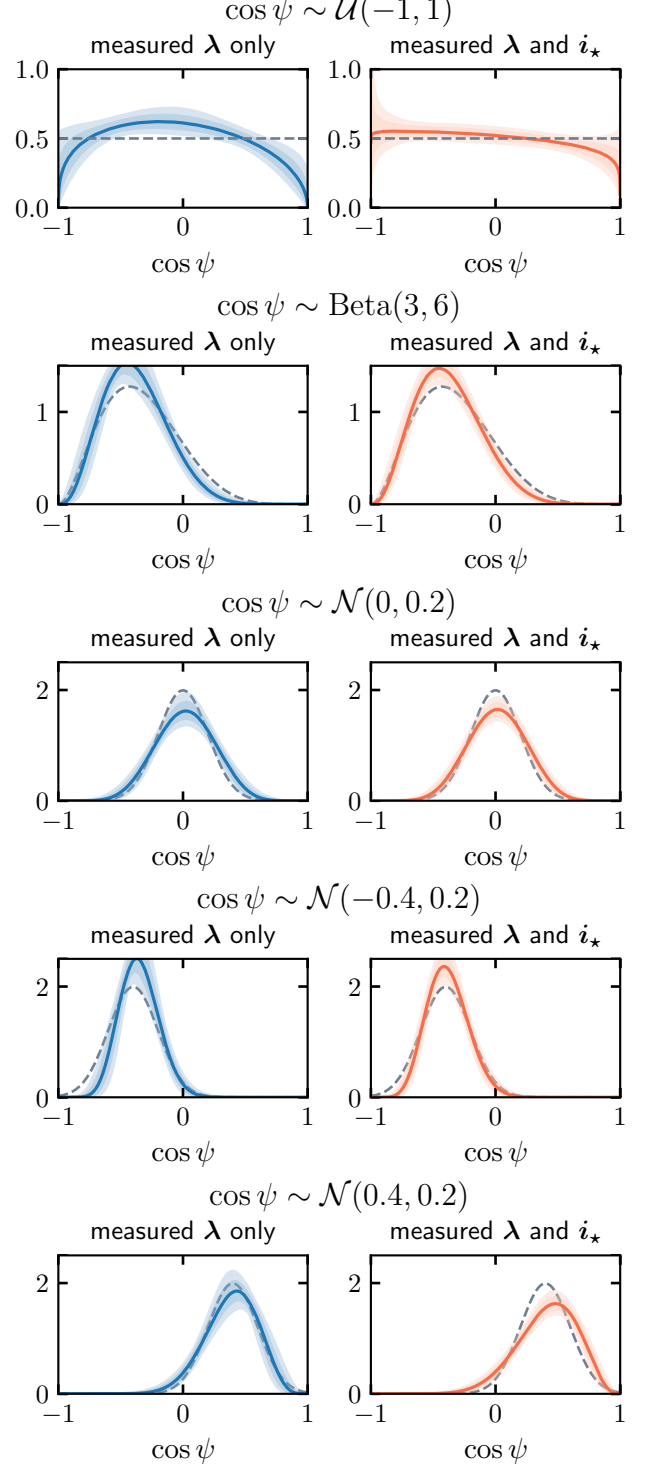 cos ψ ∼ 𝒰(−1, 1)
measured λ only measured λ and i⋆
1.0 1.0
0.5 0.5
0.0 0.0
−1 0 1 −1 0 1
cos ψ cos ψ
cos ψ ∼ Beta(3, 6)
measured λ only measured λ and i⋆
1 1
0 0
−1 0 1 −1 0 1
cos ψ cos ψ
cos ψ ∼ 𝒩(0, 0.2)
measured λ only measured λ and i⋆
2 2
0 0
−1 0 1 −1 0 1
cos ψ cos ψ
cos ψ ∼ 𝒩(−0.4, 0.2)
measured λ only measured λ and i⋆
2 2
0 0
−1 0 1 −1 0 1
cos ψ cos ψ
cos ψ ∼ 𝒩(0.4, 0.2)
measured λ only measured λ and i⋆
2 2
0 0
−1 0 1 −1 0 1
cos ψ cos ψ